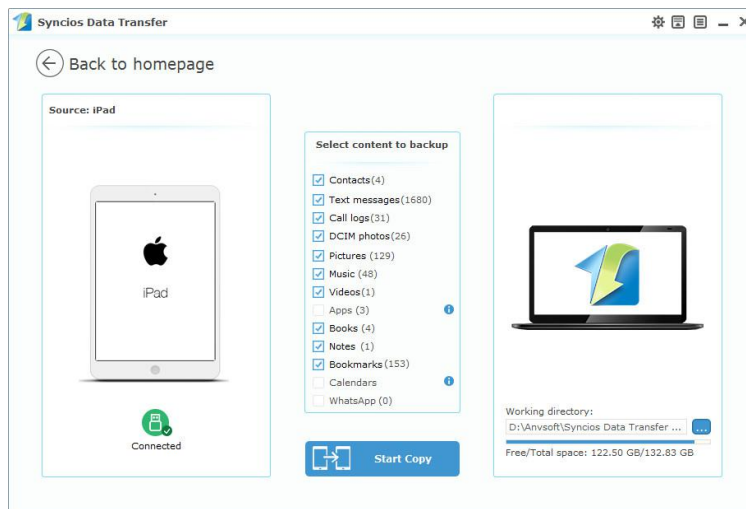 Syncios Data Transfer
Back to homepage
Source: iPad
iPad
Connected
Select content to backup
Contacts(4)
Text messages(1680)
Call logs(31)
DCIM photos(26)
Pictures (129)
Music (48)
Videos(1)
Apps (3)
Books (4)
Notes (1)
Bookmarks(153)
Calendars
WhatsApp (0)
Start Copy
Working directory:
D:\Anvsoft\Syncios Data Transfer ... ...
Free/Total space: 122.50 GB/132.83 GB